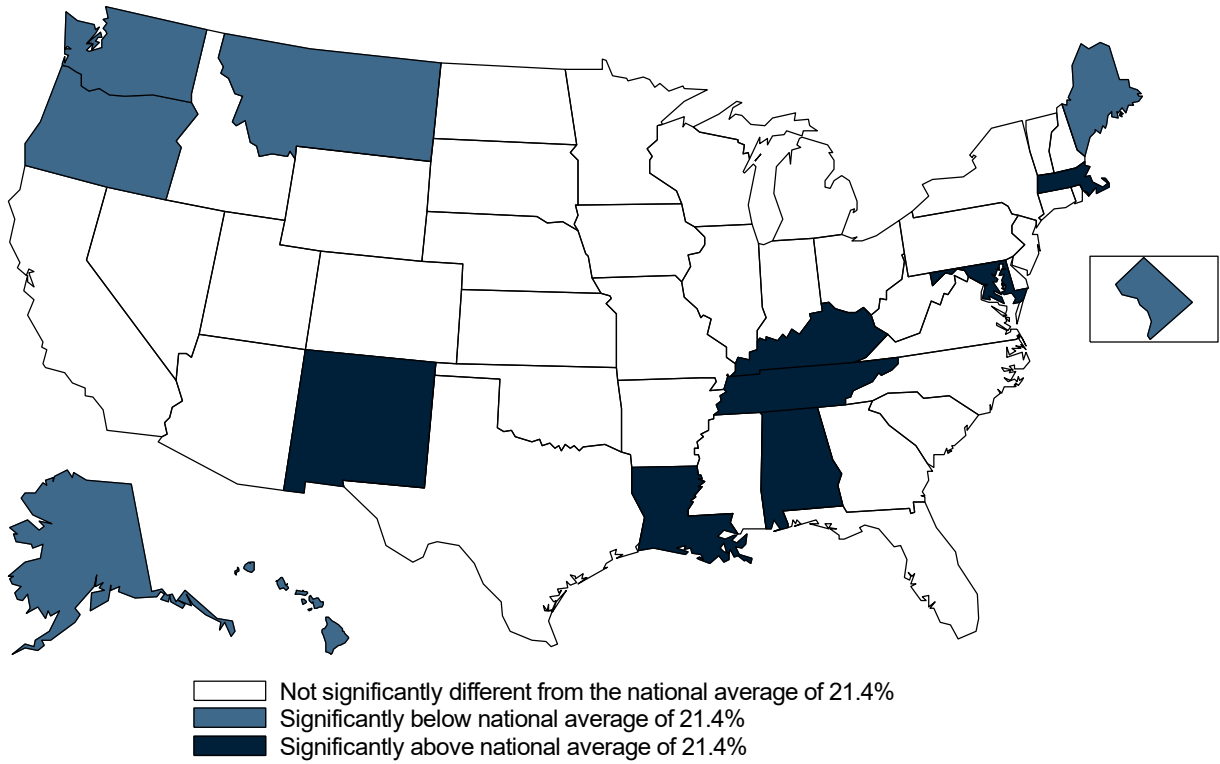 Not significantly different from the national average of 21.4%
Significantly below national average of 21.4%
Significantly above national average of 21.4%